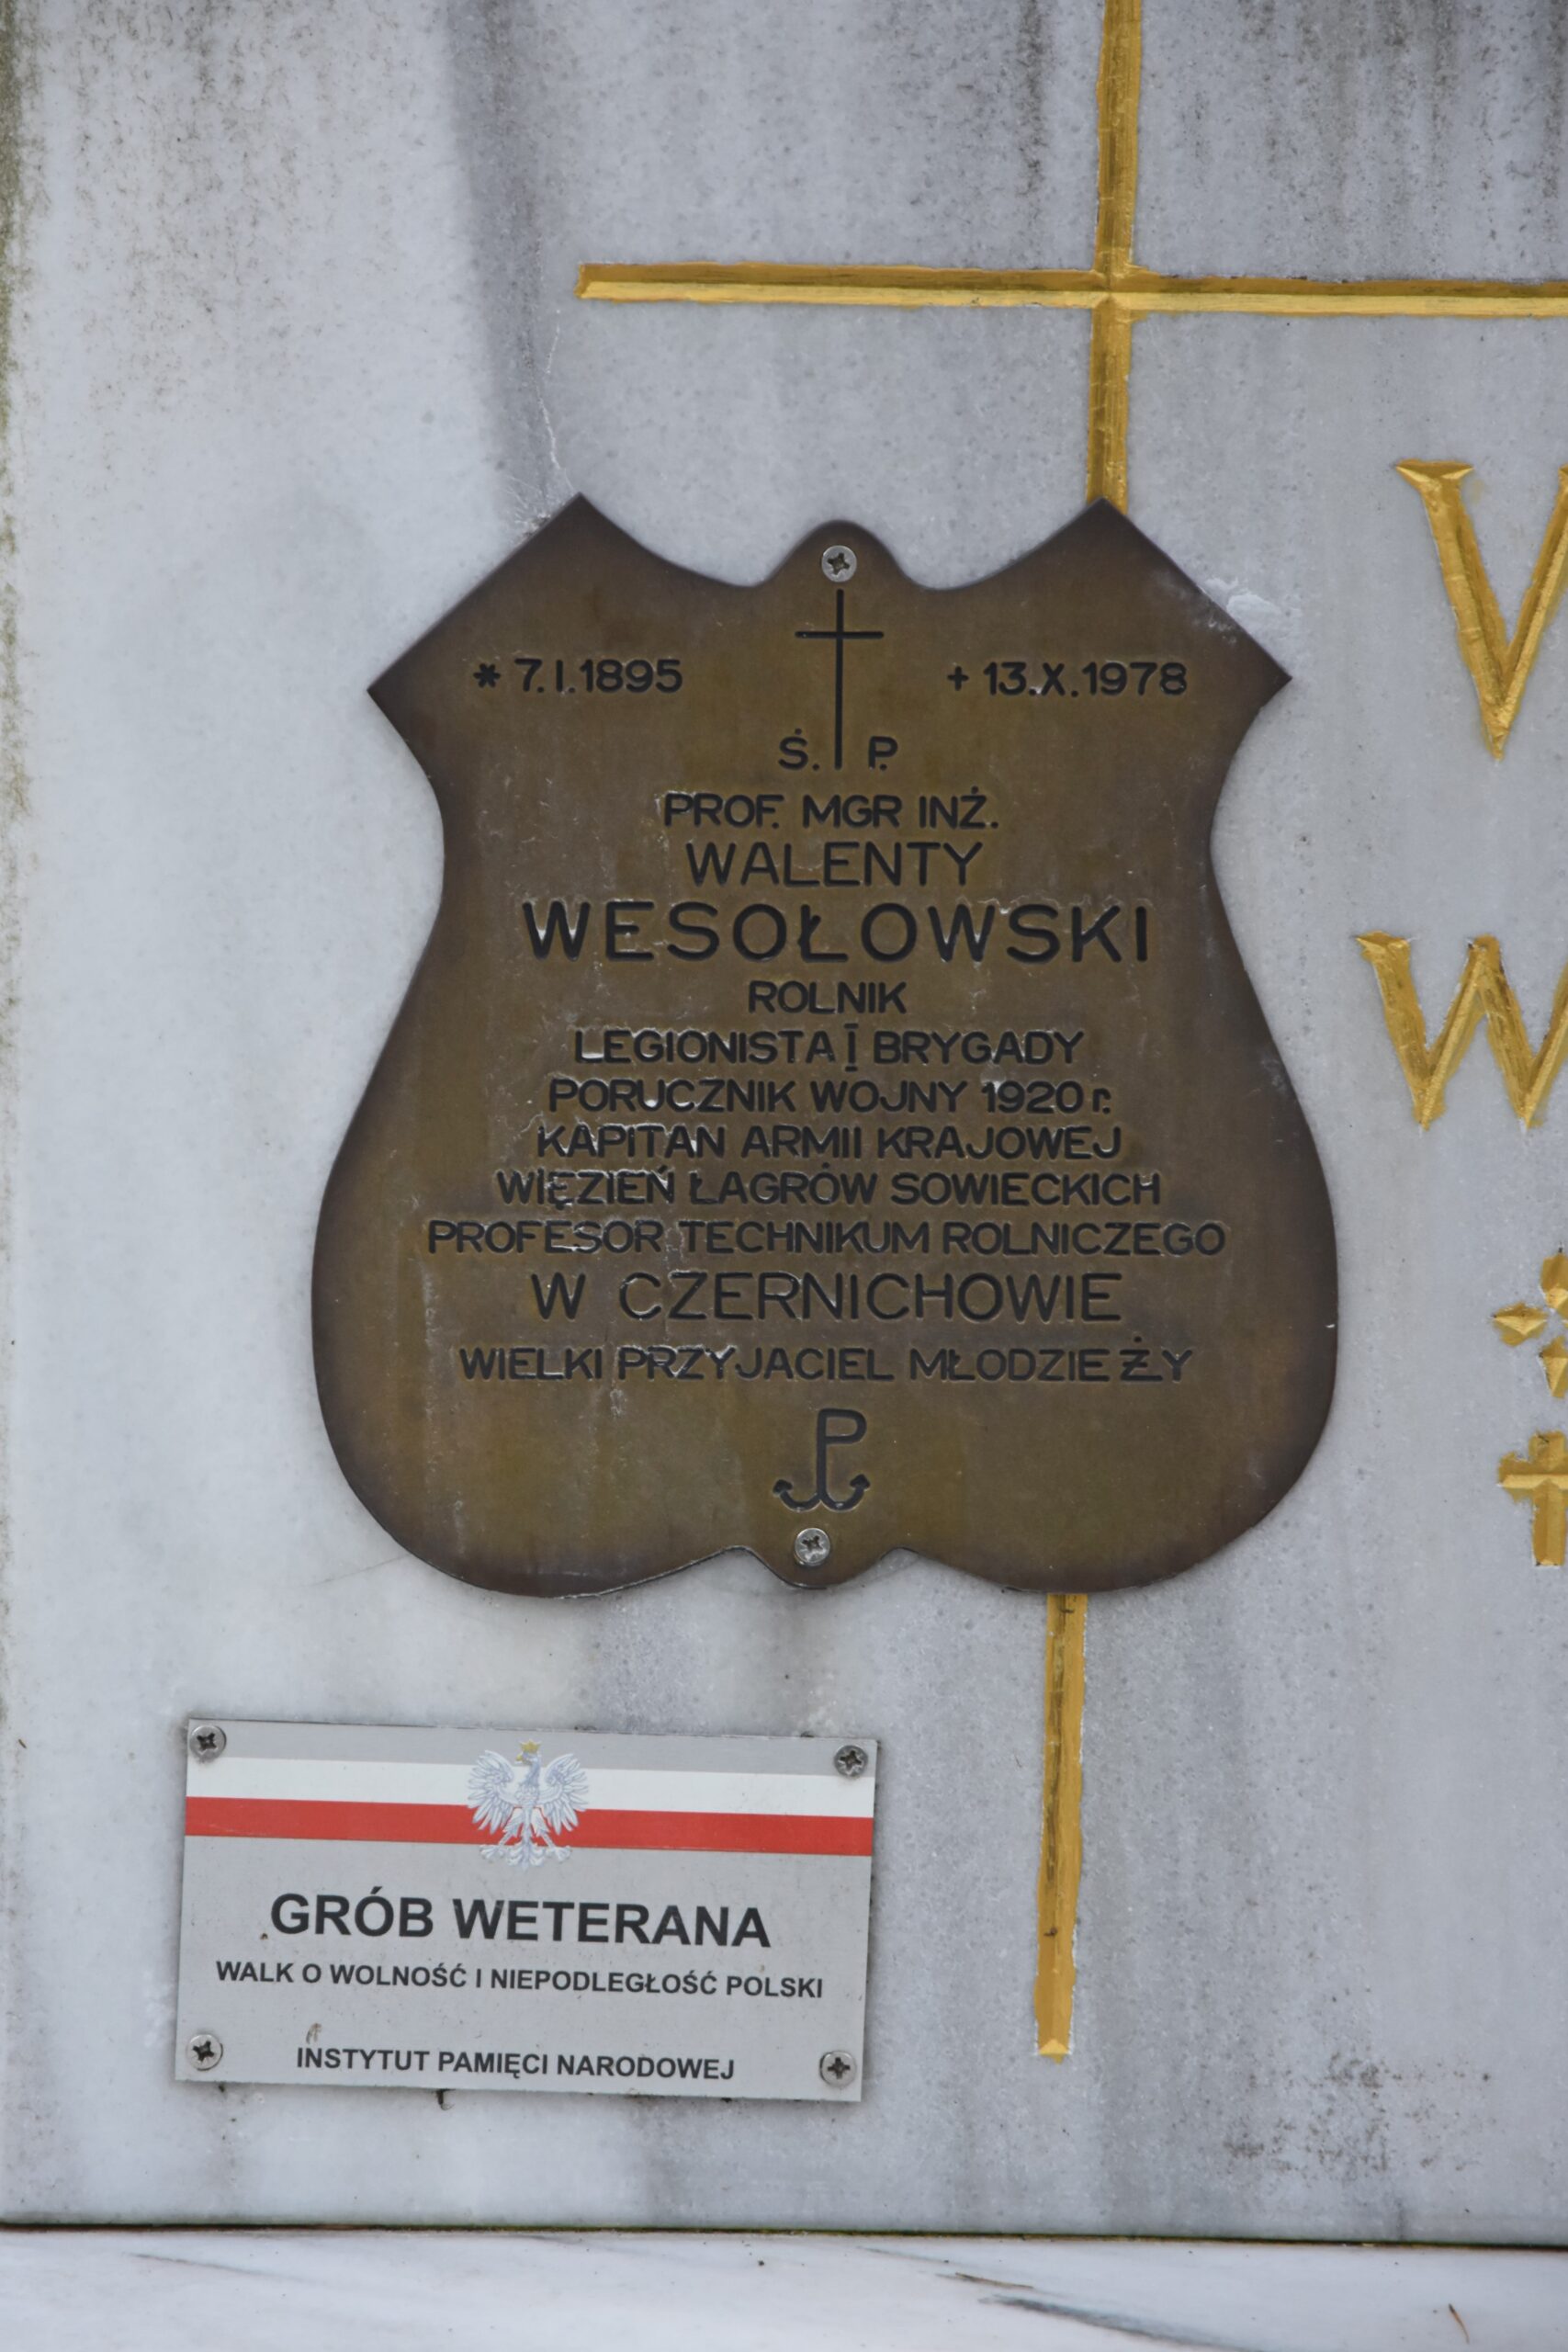 * 7.I.1895 + 13.X.1978
Ś. P.
PROF. MGR INŻ.
WALENTY
WESOŁOWSKI
ROLNIK
LEGIONISTA I BRYGADY
PORUCZNIK WOJNY 1920 r.
KAPITAN ARMII KRAJOWEJ
WIĘZIEŃ ŁAGRÓW SOWIECKICH
PROFESOR TECHNIKUM ROLNICZEGO
W CZERNICHOWIE
WIELKI PRZYJACIEL MŁODZIEŻY
GRÓB WETERANA
WALK O WOLNOŚĆ I NIEPODLEGŁOŚĆ POLSKI
INSTYTUT PAMIĘCI NARODOWEJ